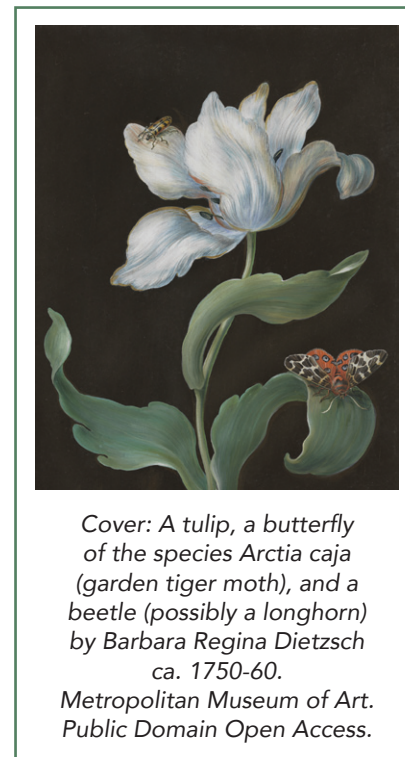 Cover: A tulip, a butterfly
of the species Arctia caja
(garden tiger moth), and a
beetle (possibly a longhorn)
by Barbara Regina Dietzsch
ca. 1750-60.
Metropolitan Museum of Art.
Public Domain Open Access.